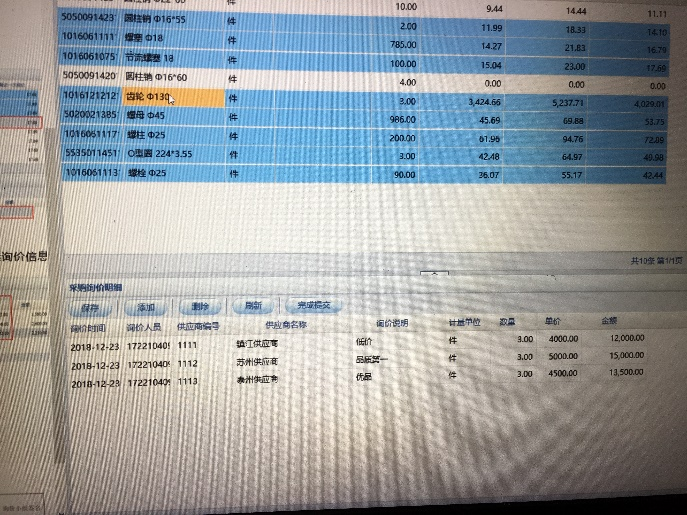 10.00 9.44 14.44 11.11
5050091423 圆柱销 Φ16*55 件 2.00 11.99 18.33 14.10
1016061111 螺塞 Φ18 件 785.00 14.27 21.83 16.79
1016061075 节流螺塞 18 件 100.00 15.04 23.00 17.69
5050091420 圆柱销 Φ16*60 件 4.00 0.00 0.00 0.00
1016121212 齿轮 Φ130 件 3.00 3,424.66 5,237.71 4,029.01
5020021385 螺母 Φ45 件 986.00 45.69 69.88 53.75
1016061117 螺柱 Φ25 件 200.00 61.96 94.76 72.89
5535011451 O型圈 224*3.55 件 3.00 42.48 64.97 49.98
1016061113 螺栓 Φ25 件 90.00 36.07 55.17 42.44
共10条 第1/1页
询价信息
采购询价明细
保存 添加 删除 刷新 完成提交
询价时间 询价人员 供应商编号 供应商名称 询价说明 计量单位 数量 单价 金额
2018-12-23 17221040 1111 镇江供应商 低价 件 3.00 4000.00 12,000.00
2018-12-23 17221040 1112 苏州供应商 品质第一 件 3.00 5000.00 15,000.00
2018-12-23 17221040 1113 泰州供应商 优品 件 3.00 4500.00 13,500.00